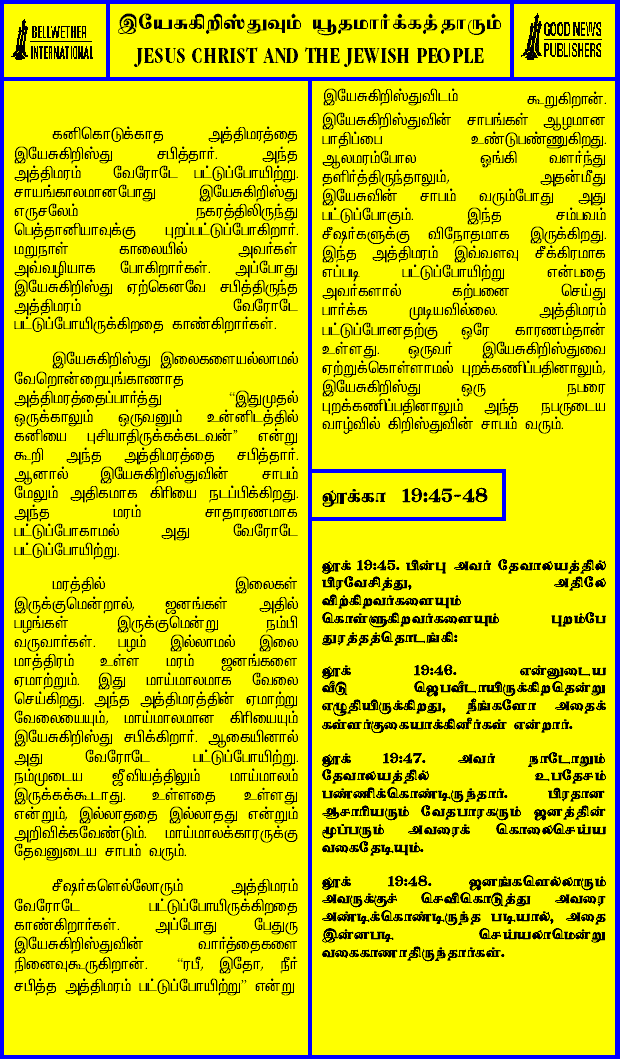 BELLWETHER
INTERNATIONAL
இயேசுகிறிஸ்துவும் யூதமார்க்கத்தாரும்
JESUS CHRIST AND THE JEWISH PEOPLE
GOOD NEWS
PUBLISHERS
கனிகொடுக்காத அத்திமரத்தை
இயேசுகிறிஸ்து சபித்தார். அந்த
அத்திமரம் வேரோடே பட்டுப்போயிற்று.
சாயங்காலமானபோது இயேசுகிறிஸ்து
எருசலேம் நகரத்திலிருந்து
பெத்தானியாவுக்கு புறப்பட்டுப்போகிறார்.
மறுநாள் காலையில் அவர்கள்
அவ்வழியாக போகிறார்கள். அப்போது
இயேசுகிறிஸ்து ஏற்கெனவே சபித்திருந்த
அத்திமரம் வேரோடே
பட்டுப்போயிருக்கிறதை காண்கிறார்கள்.
இயேசுகிறிஸ்து இலைகளையல்லாமல்
வேறொன்றையுங்காணாத
அத்திமரத்தைப்பார்த்து “இதுமுதல்
ஒருக்காலும் ஒருவனும் உன்னிடத்தில்
கனியை புசியாதிருக்கக்கடவன்” என்று
கூறி அந்த அத்திமரத்தை சபித்தார்.
ஆனால் இயேசுகிறிஸ்துவின் சாபம்
மேலும் அதிகமாக கிரியை நடப்பிக்கிறது.
அந்த மரம் சாதாரணமாக
பட்டுப்போகாமல் அது வேரோடே
பட்டுப்போயிற்று.
மரத்தில் இலைகள்
இருக்குமென்றால், ஜனங்கள் அதில்
பழங்கள் இருக்குமென்று நம்பி
வருவார்கள். பழம் இல்லாமல் இலை
மாத்திரம் உள்ள மரம் ஜனங்களை
ஏமாற்றும். இது மாய்மாலமாக வேலை
செய்கிறது. அந்த அத்திமரத்தின் ஏமாற்று
வேலையையும், மாய்மாலமான கிரியையும்
இயேசுகிறிஸ்து சபிக்கிறார். ஆகையினால்
அது வேரோடே பட்டுப்போயிற்று.
நம்முடைய ஜீவியத்திலும் மாய்மாலம்
இருக்கக்கூடாது. உள்ளதை உள்ளது
என்றும், இல்லாததை இல்லாதது என்றும்
அறிவிக்கவேண்டும். மாய்மாலக்காரருக்கு
தேவனுடைய சாபம் வரும்.
சீஷர்களெல்லோரும் அத்திமரம்
வேரோடே பட்டுப்போயிருக்கிறதை
காண்கிறார்கள். அப்போது பேதுரு
இயேசுகிறிஸ்துவின் வார்த்தைகளை
நினைவுகூருகிறான். “ரபீ, இதோ, நீர்
சபித்த அத்திமரம் பட்டுப்போயிற்று” என்று
இயேசுகிறிஸ்துவிடம் கூறுகிறான்.
இயேசுகிறிஸ்துவின் சாபங்கள் ஆழமான
பாதிப்பை உண்டுபண்ணுகிறது.
ஆலமரம்போல ஓங்கி வளர்ந்து
தளிர்த்திருந்தாலும், அதன்மீது
இயேசுவின் சாபம் வரும்போது அது
பட்டுப்போகும். இந்த சம்பவம்
சீஷர்களுக்கு விநோதமாக இருக்கிறது.
இந்த அத்திமரம் இவ்வளவு சீக்கிரமாக
எப்படி பட்டுப்போயிற்று என்பதை
அவர்களால் கற்பனை செய்து
பார்க்க முடியவில்லை. அத்திமரம்
பட்டுப்போனதற்கு ஒரே காரணம்தான்
உள்ளது. ஒருவர் இயேசுகிறிஸ்துவை
ஏற்றுக்கொள்ளாமல் புறக்கணிப்பதினாலும்,
இயேசுகிறிஸ்து ஒரு நபரை
புறக்கணிப்பதினாலும் அந்த நபருடைய
வாழ்வில் கிறிஸ்துவின் சாபம் வரும்.
லூக்கா 19:45-48
லூக் 19:45. பின்பு அவர் தேவாலயத்தில்
பிரவேசித்து, அதிலே
விற்கிறவர்களையும்
கொள்ளுகிறவர்களையும் புறம்பே
துரத்தத்தொடங்கி:
லூக் 19:46. என்னுடைய
வீடு ஜெபவீடாயிருக்கிறதென்று
எழுதியிருக்கிறது, நீங்களோ அதைக்
கள்ளர்குகையாக்கினீர்கள் என்றார்.
லூக் 19:47. அவர் நாடோறும்
தேவாலயத்தில் உபதேசம்
பண்ணிக்கொண்டிருந்தார். பிரதான
ஆசாரியரும் வேதபாரகரும் ஜனத்தின்
மூப்பரும் அவரைக் கொலைசெய்ய
வகைதேடியும்.
லூக் 19:48. ஜனங்களெல்லாரும்
அவருக்குச் செவிகொடுத்து அவரை
அண்டிக்கொண்டிருந்த படியால், அதை
இன்னபடி செய்யலாமென்று
வகைகாணாதிருந்தார்கள்.